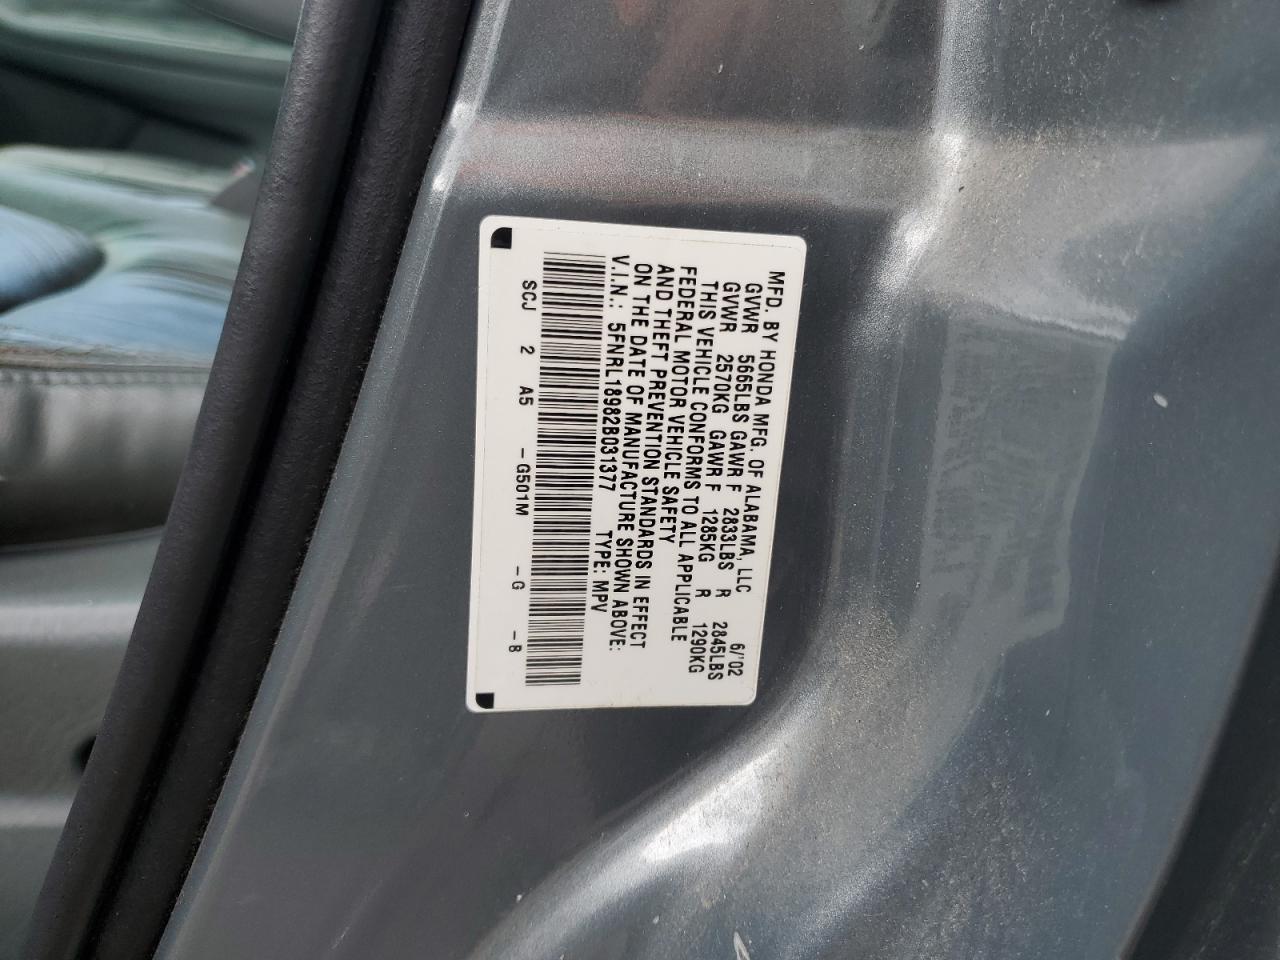 MFD. BY HONDA MFG. OF ALABAMA, LLC 6/'02
GVWR 5665LBS GAWR F 2833LBS R 2845LBS
GVWR 2570KG GAWR F 1285KG R 1290KG
THIS VEHICLE CONFORMS TO ALL APPLICABLE
FEDERAL MOTOR VEHICLE SAFETY
AND THEFT PREVENTION STANDARDS IN EFFECT
ON THE DATE OF MANUFACTURE SHOWN ABOVE:
V.I.N.: 5FNRL18982B031377 TYPE: MPV
SCJ 2 A5 -G501M -G -B